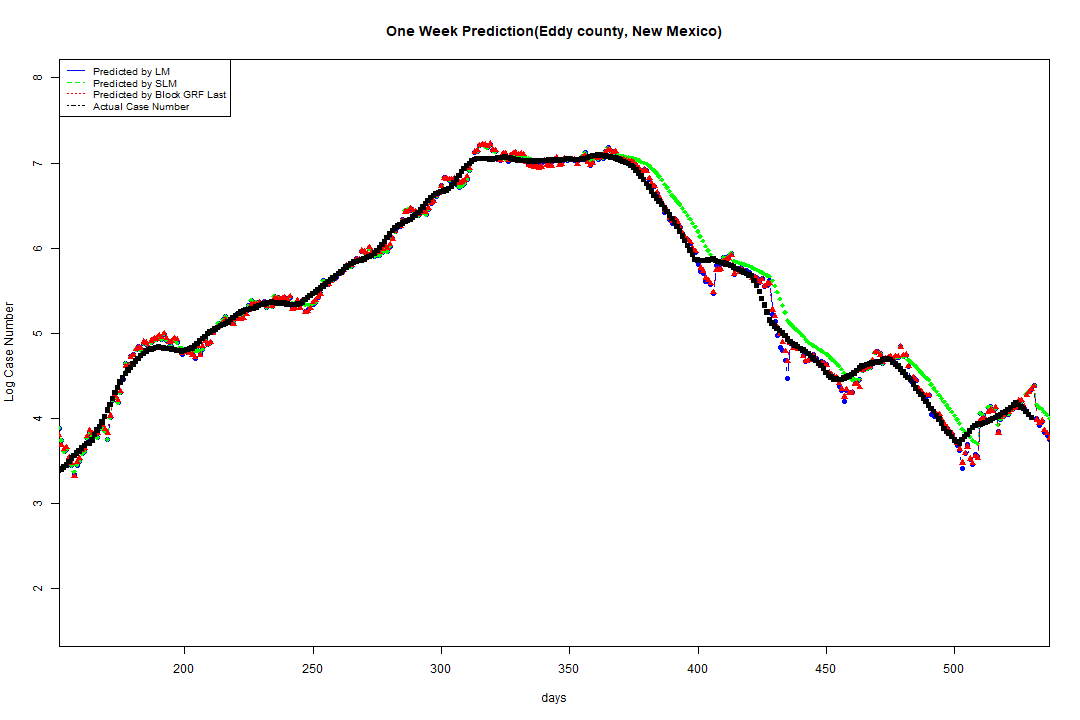 One Week Prediction(Eddy county, New Mexico)
Predicted by LM
Predicted by SLM
Predicted by Block GRF Last
Actual Case Number
8
7
6
5
4
3
2
Log Case Number
200 250 300 350 400 450 500
days